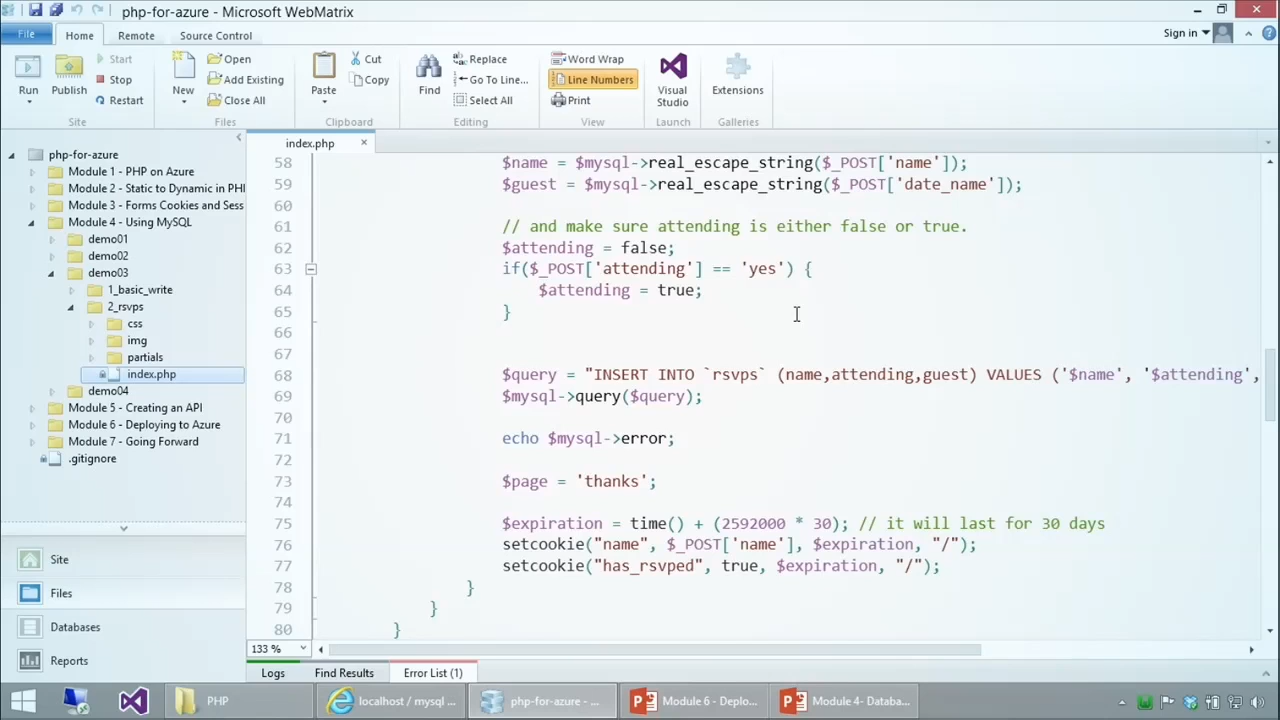 php-for-azure - Microsoft WebMatrix
File Home Remote Source Control Sign in
Run Publish Start Stop Restart Site
New Open Add Existing Close All Files
Paste Cut Copy Clipboard
Find Replace Go To Line... Select All Editing
Word Wrap Line Numbers Print View
Visual Studio Launch
Extensions Galleries
php-for-azure
Module 1 - PHP on Azure
Module 2 - Static to Dynamic in PHI
Module 3 - Forms Cookies and Sess
Module 4 - Using MySQL
demo01
demo02
demo03
1_basic_write
2_rsvps
css
img
partials
index.php
demo04
Module 5 - Creating an API
Module 6 - Deploying to Azure
Module 7 - Going Forward
.gitignore
Site
Files
Databases
Reports
index.php ×
58 $name = $mysql->real_escape_string($_POST['name']);
59 $guest = $mysql->real_escape_string($_POST['date_name']);
60
61 // and make sure attending is either false or true.
62 $attending = false;
63 if($_POST['attending'] == 'yes') {
64 $attending = true;
65 }
66
67
68 $query = "INSERT INTO `rsvps` (name,attending,guest) VALUES ('$name', '$attending',
69 $mysql->query($query);
70
71 echo $mysql->error;
72
73 $page = 'thanks';
74
75 $expiration = time() + (2592000 * 30); // it will last for 30 days
76 setcookie("name", $_POST['name'], $expiration, "/");
77 setcookie("has_rsvped", true, $expiration, "/");
78 }
79 }
80 }
133 %
Logs Find Results Error List (1)
PHP localhost / mysql ... php-for-azure - ... Module 6 - Deplo... Module 4- Databa...